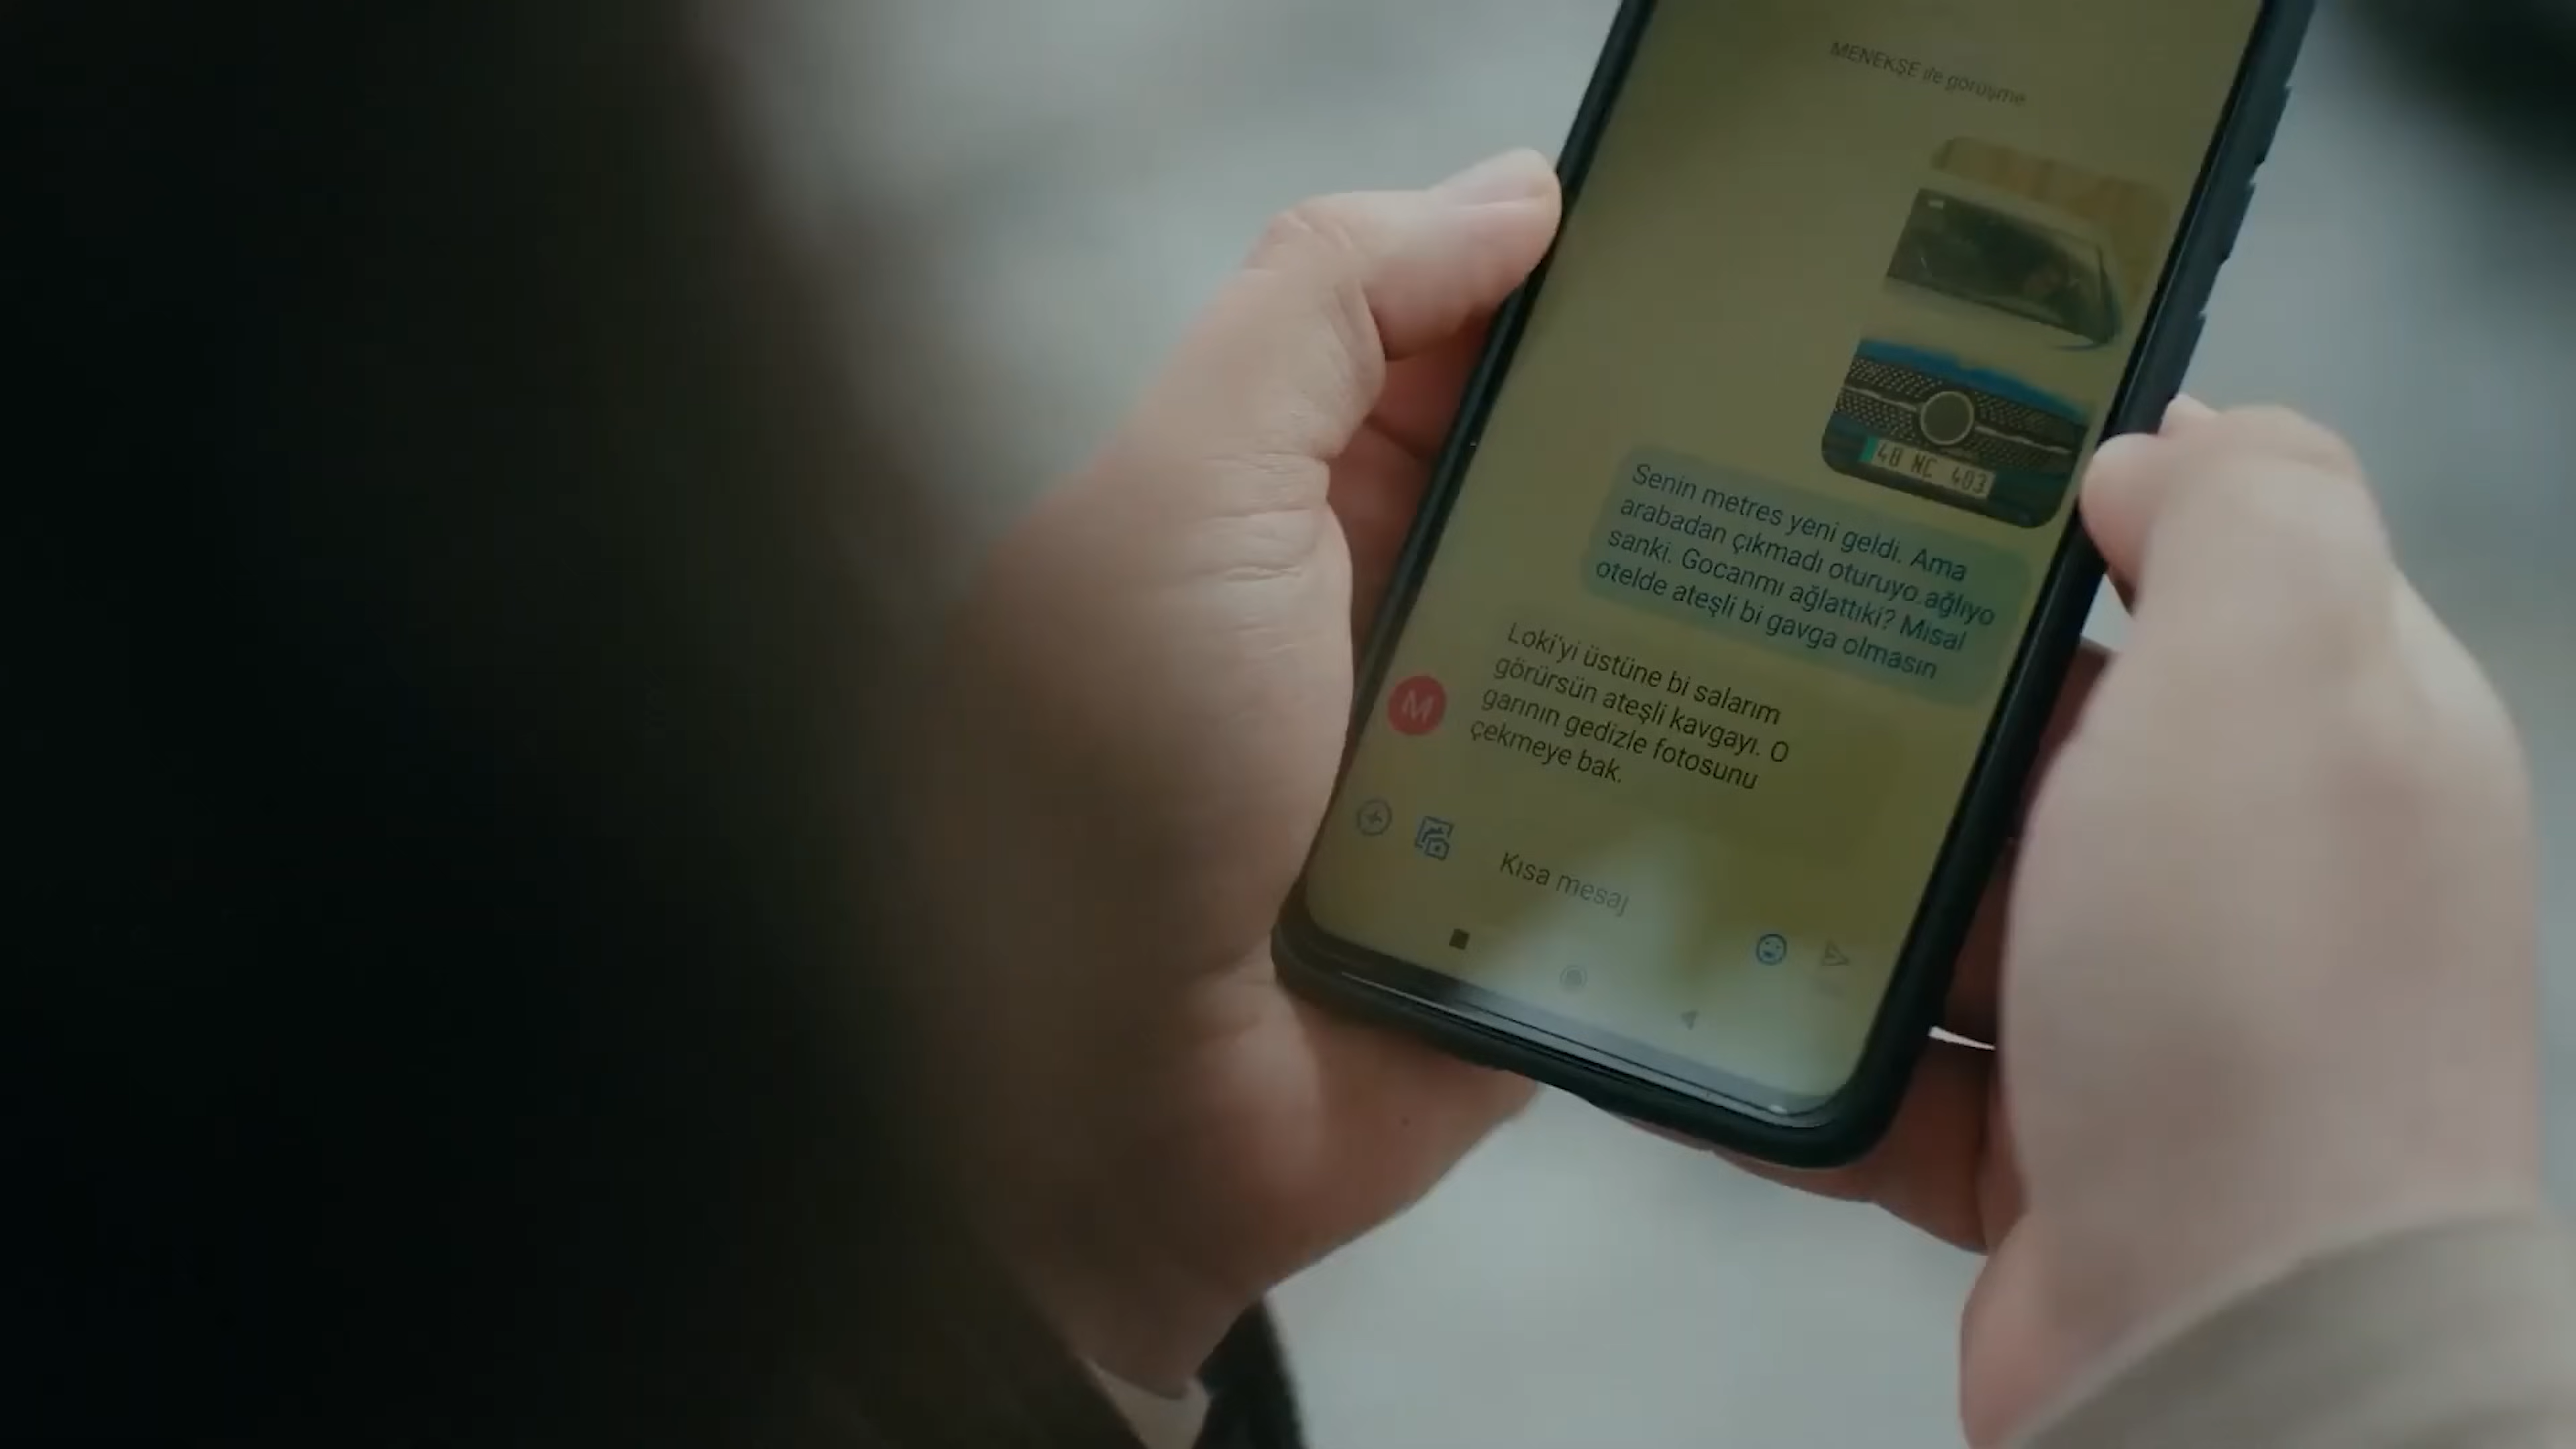 MENEKŞE ile görüşme
48 NC 403
Senin metres yeni geldi. Ama
arabadan çıkmadı oturuyo.ağlıyo
sanki. Gocanmı ağlattıki? Misal
otelde ateşli bi gavga olmasın
Loki'yi üstüne bi salarım
görürsün ateşli kavgayı. O
garının gedizle fotosunu
çekmeye bak.
M
Kısa mesaj